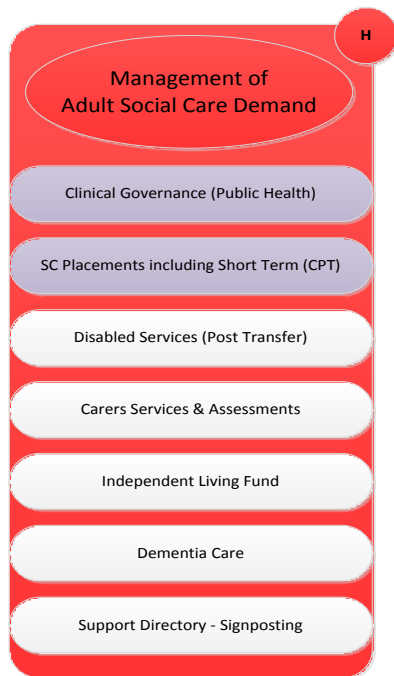 H
Management of
Adult Social Care Demand
Clinical Governance (Public Health)
SC Placements including Short Term (CPT)
Disabled Services (Post Transfer)
Carers Services & Assessments
Independent Living Fund
Dementia Care
Support Directory - Signposting